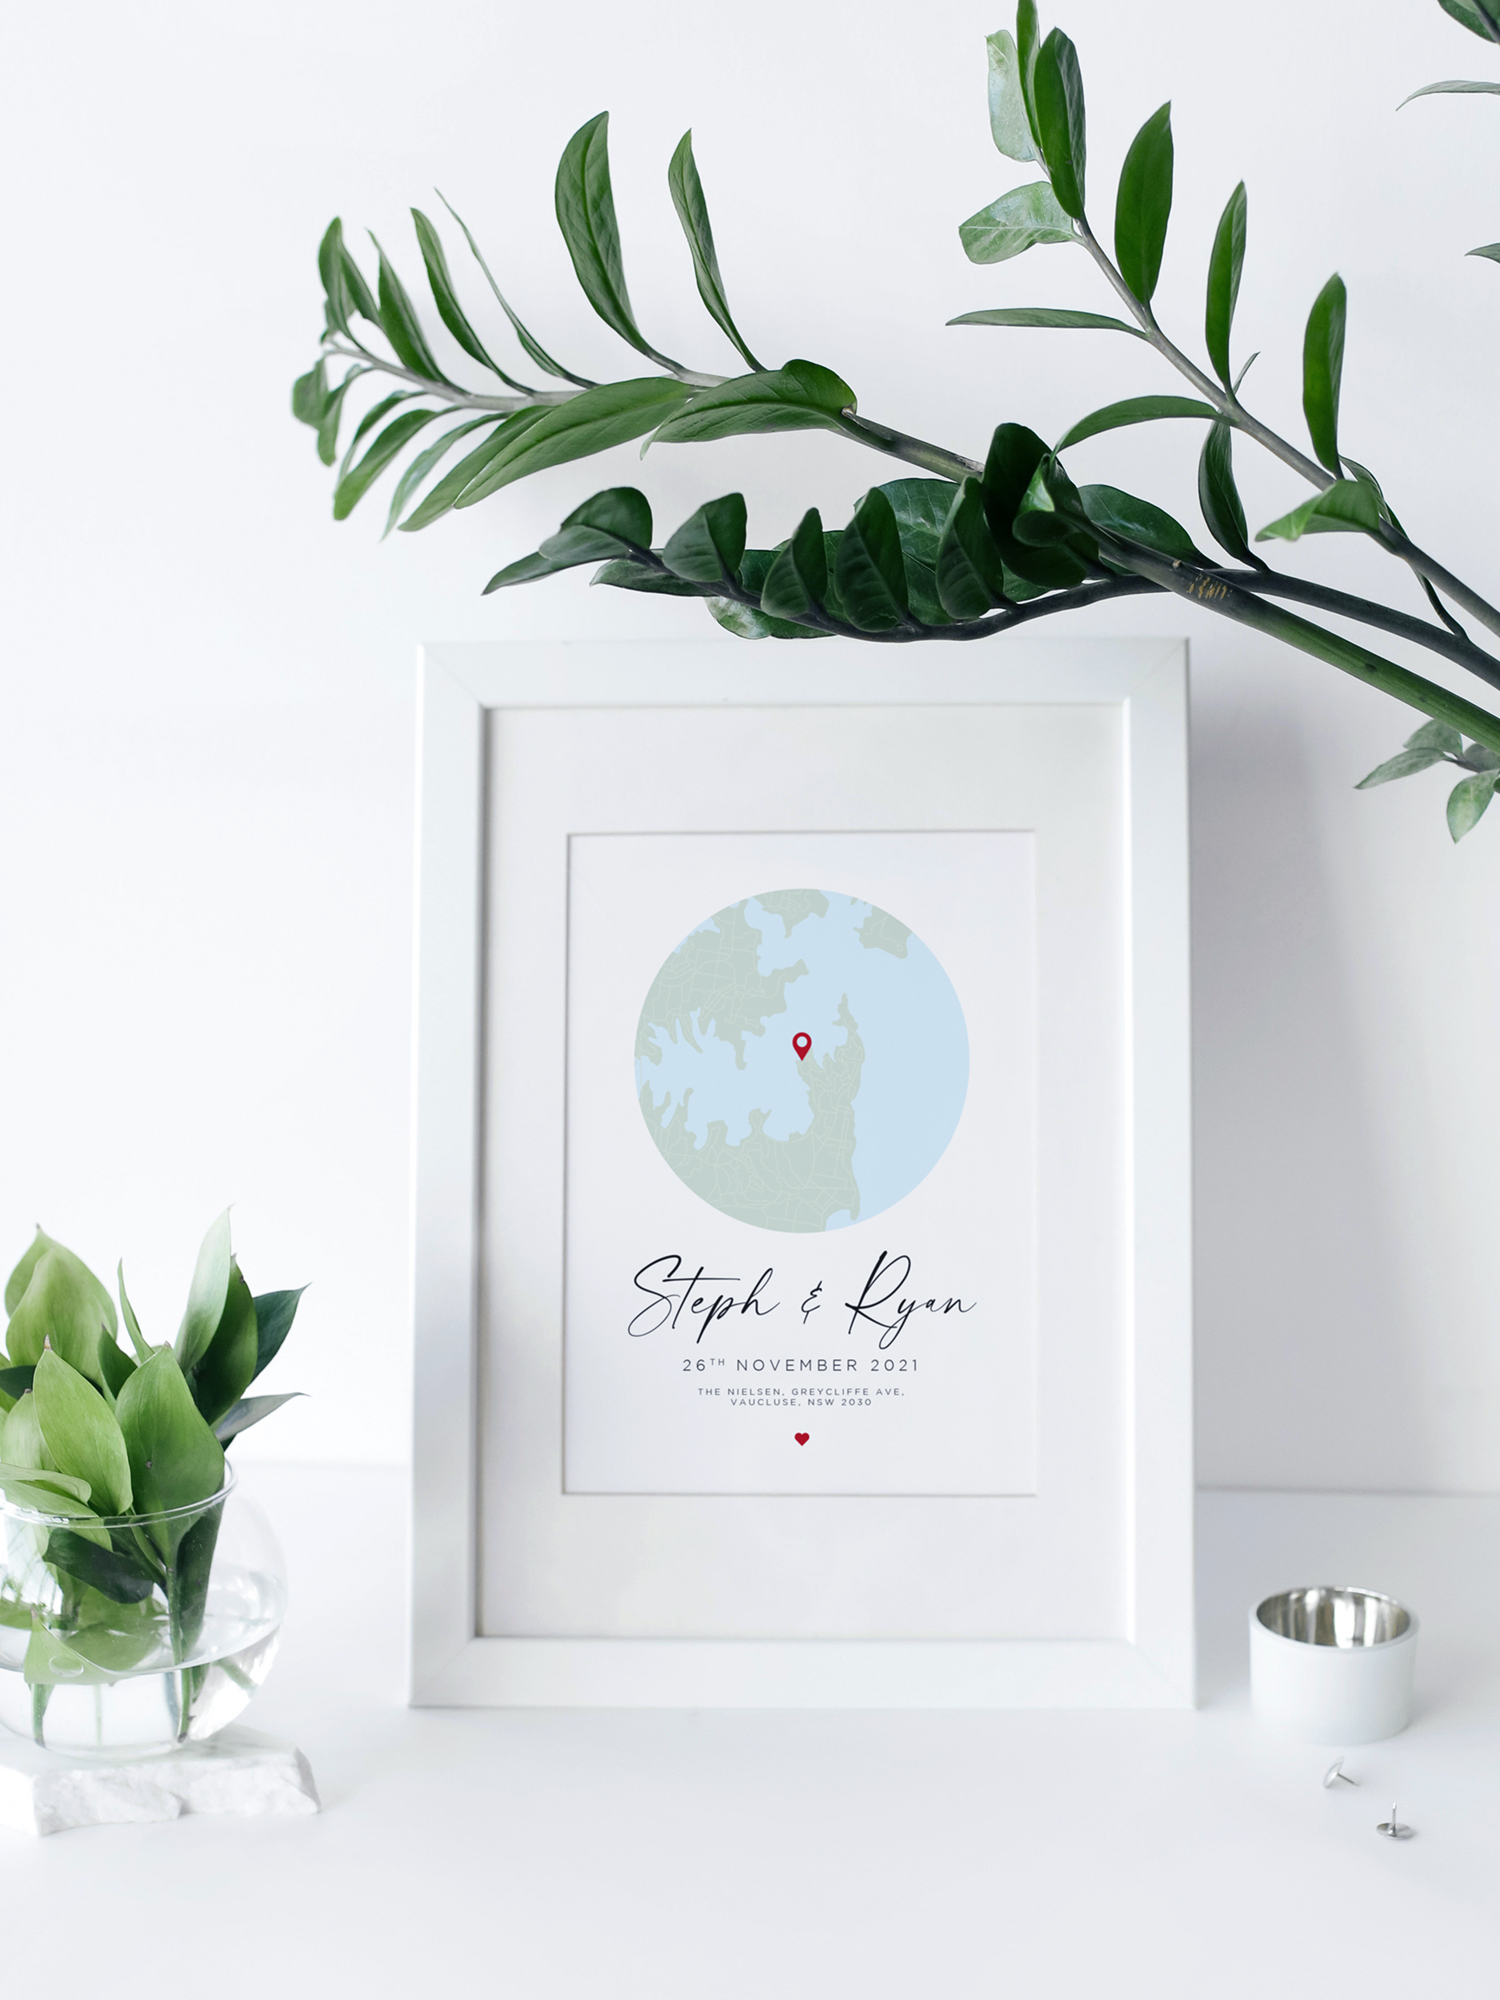 Steph & Ryan
26TH NOVEMBER 2021
THE NIELSEN, GREYCLIFFE AVE,
VAUCLUSE, NSW 2030